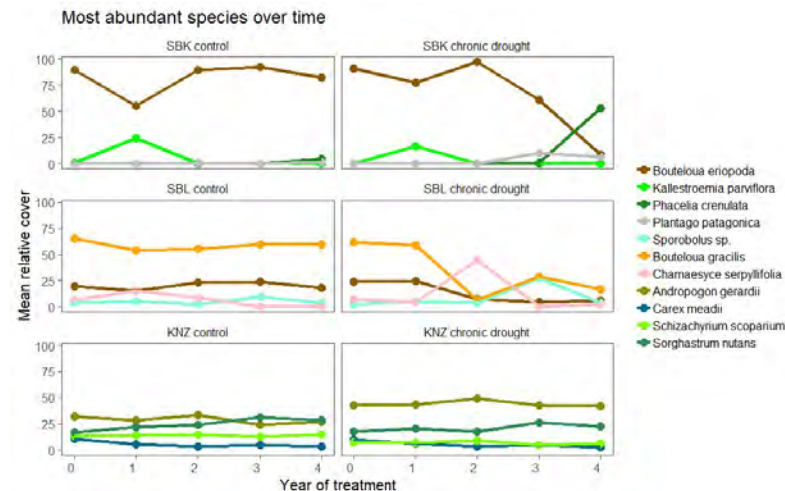 Most abundant species over time
SBK control
SBK chronic drought
100
75
50
25
0
SBL control
SBL chronic drought
100
75
50
25
0
KNZ control
KNZ chronic drought
100
75
50
25
0
0 1 2 3 4
0 1 2 3 4
Mean relative cover
Year of treatment
Bouteloua eriopoda
Kallestroemia parviflora
Phacelia crenulata
Plantago patagonica
Sporobolus sp.
Bouteloua gracilis
Chamaesyce serpyllifolia
Andropogon gerardii
Carex meadii
Schizachyrium scoparium
Sorghastrum nutans